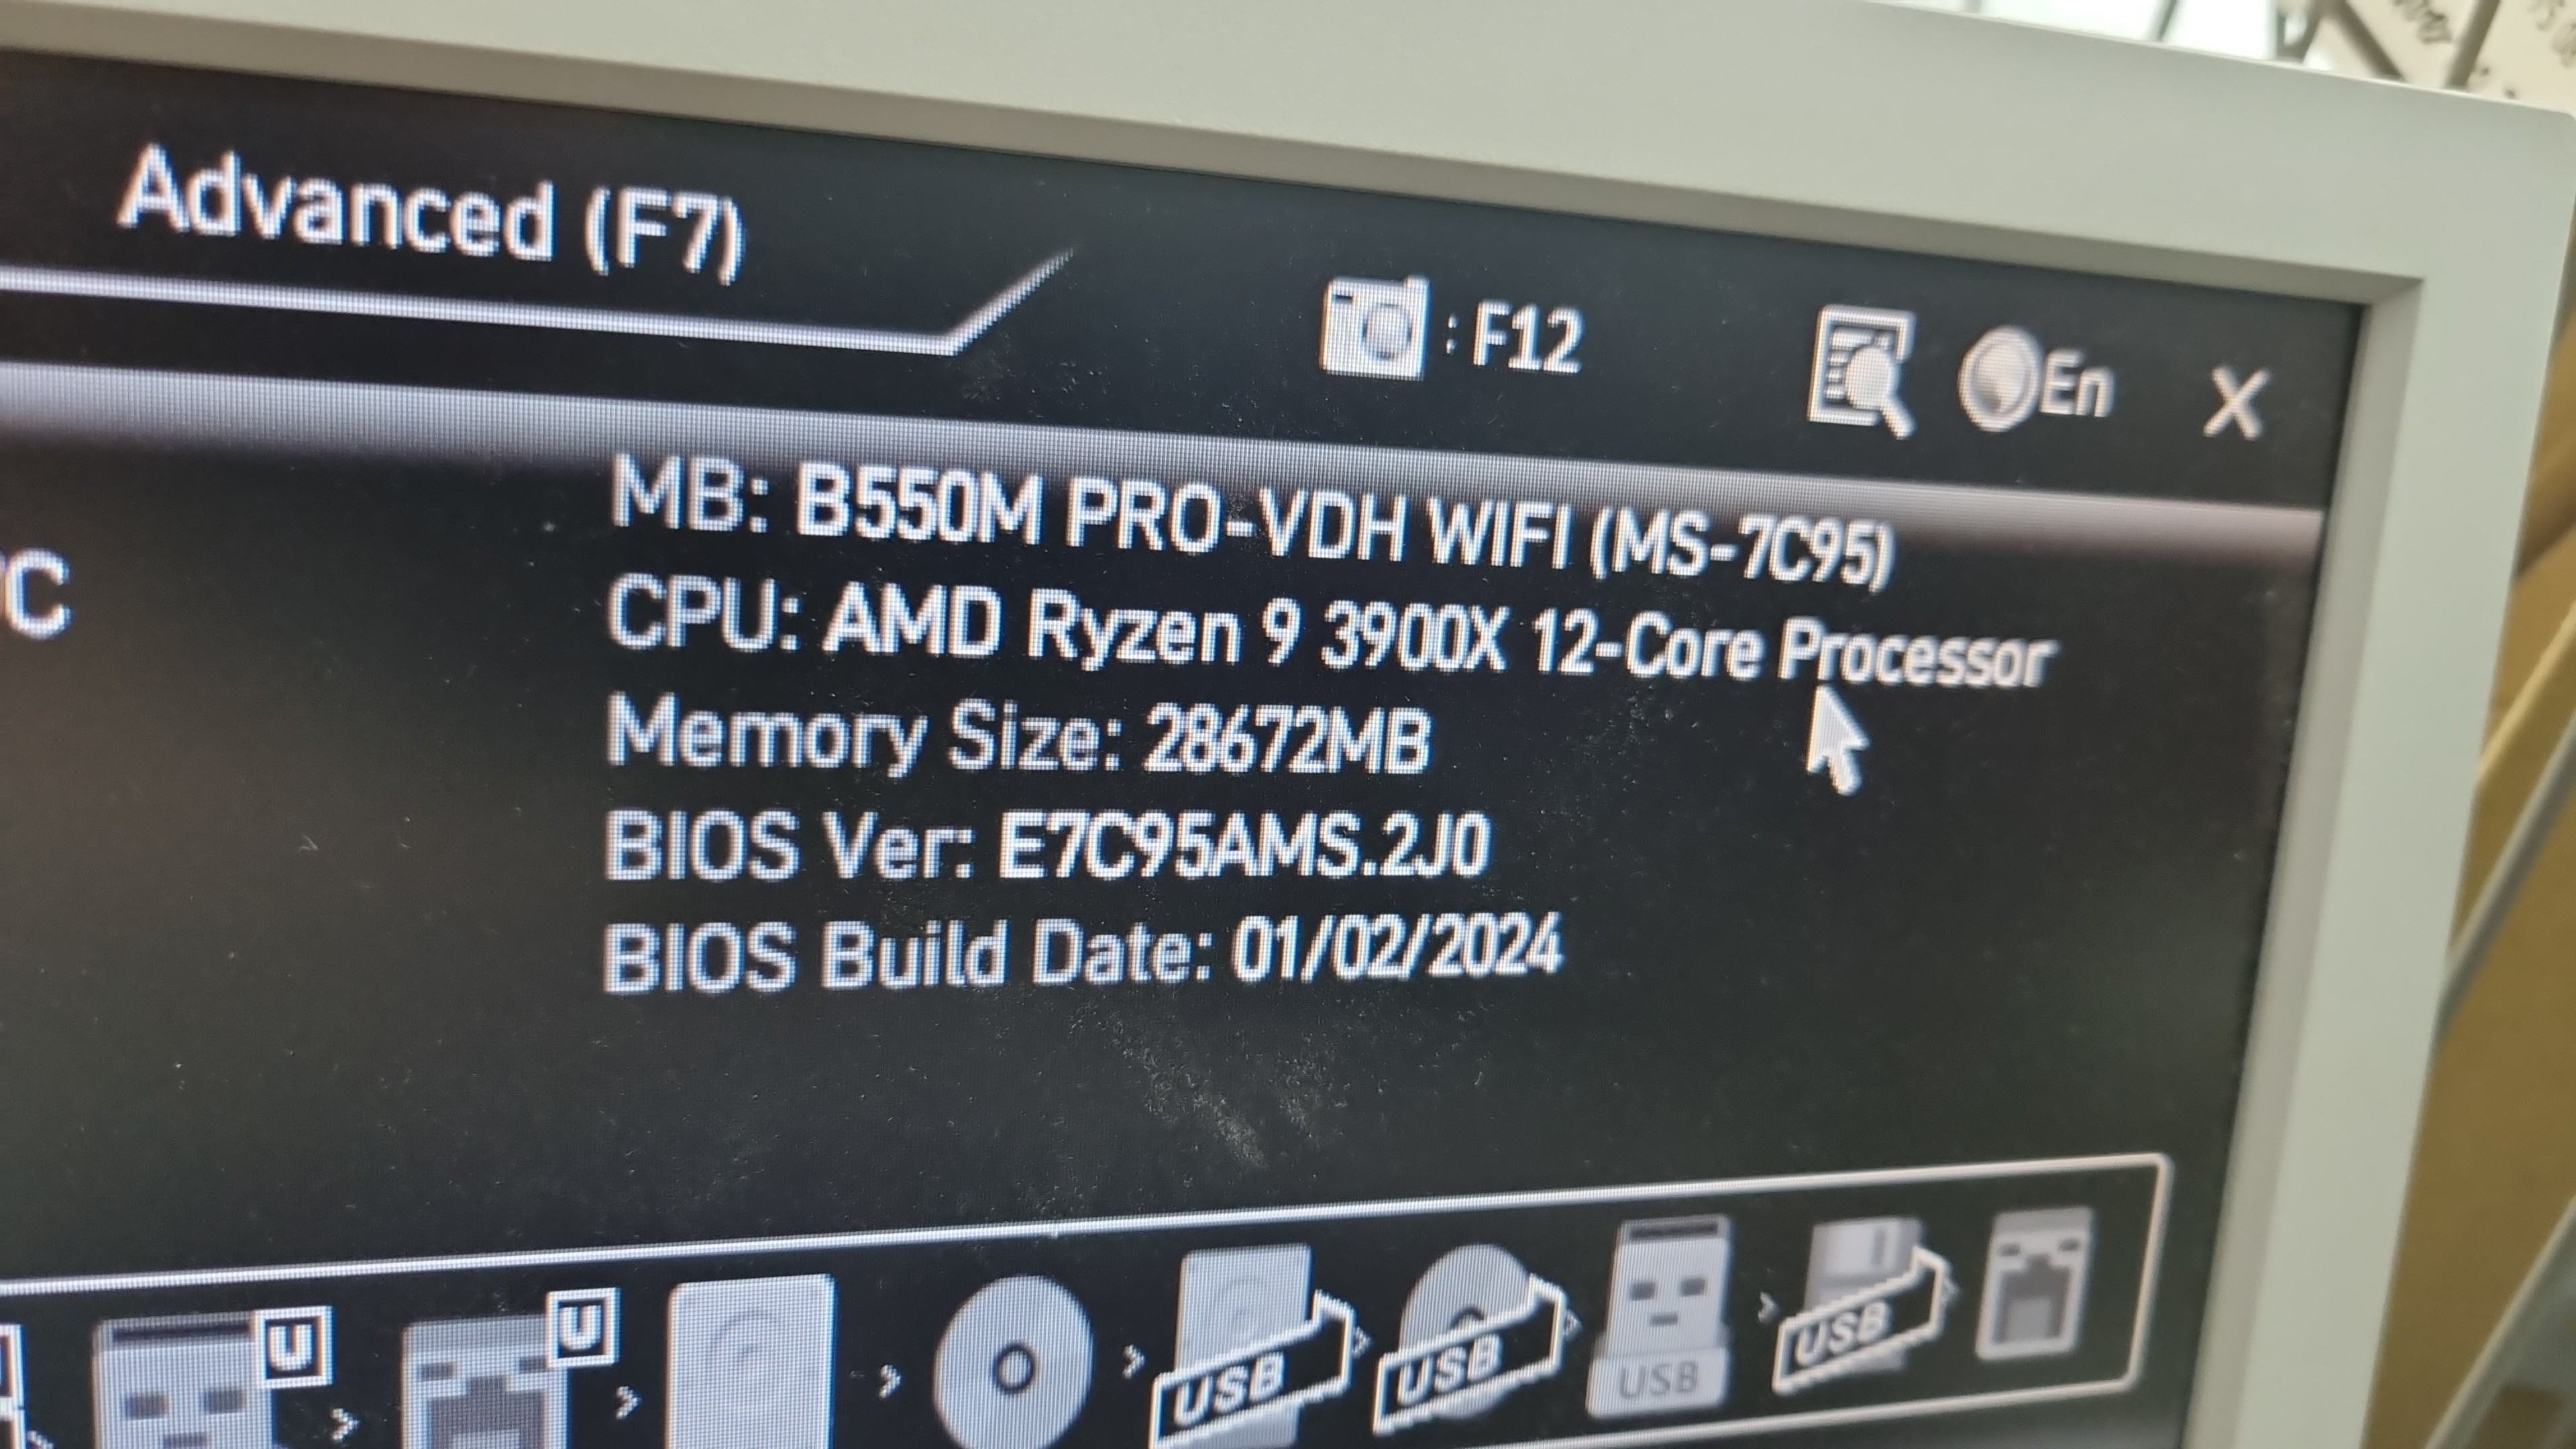 Advanced (F7)
: F12
En
X
MB: B550M PRO-VDH WIFI (MS-7C95)
CPU: AMD Ryzen 9 3900X 12-Core Processor
C
Memory Size: 28672MB
BIOS Ver: E7C95AMS.2J0
BIOS Build Date: 01/02/2024
U
U
USB
USB
USB
USB